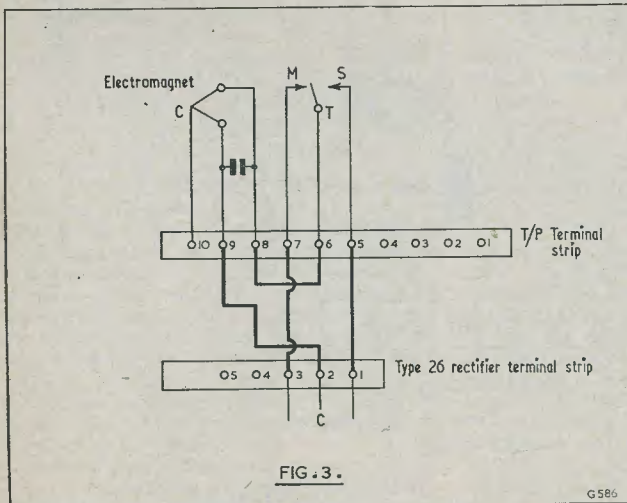 Electromagnet
C
M S
T
O10 O9 O8 O7 O6 O5 O4 O3 O2 O1
T/P Terminal
strip
O5 O4 O3 O2 O1
Type 26 rectifier terminal strip
C
FIG.3.
G586